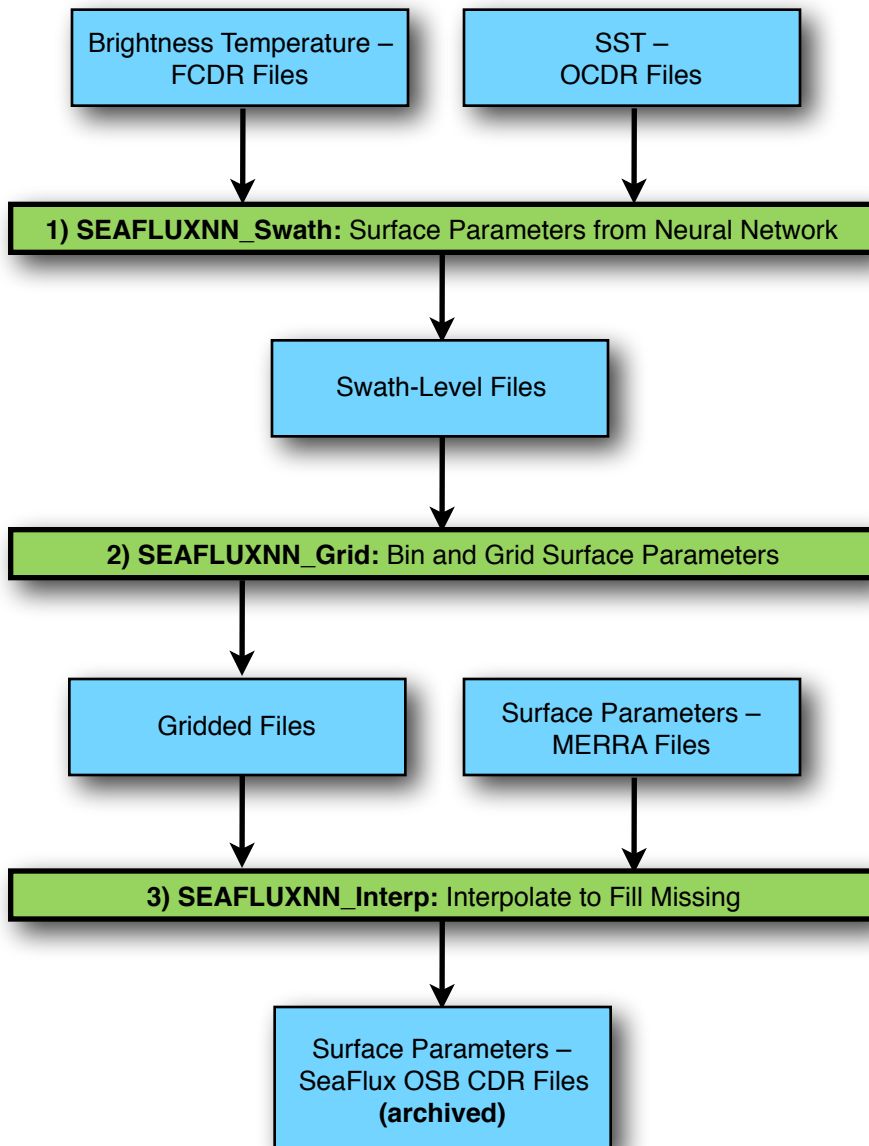 Brightness Temperature –
FCDR Files
SST –
OCDR Files
1) SEAFLUXNN_Swath: Surface Parameters from Neural Network
Swath-Level Files
2) SEAFLUXNN_Grid: Bin and Grid Surface Parameters
Gridded Files
Surface Parameters –
MERRA Files
3) SEAFLUXNN_Interp: Interpolate to Fill Missing
Surface Parameters –
SeaFlux OSB CDR Files
(archived)